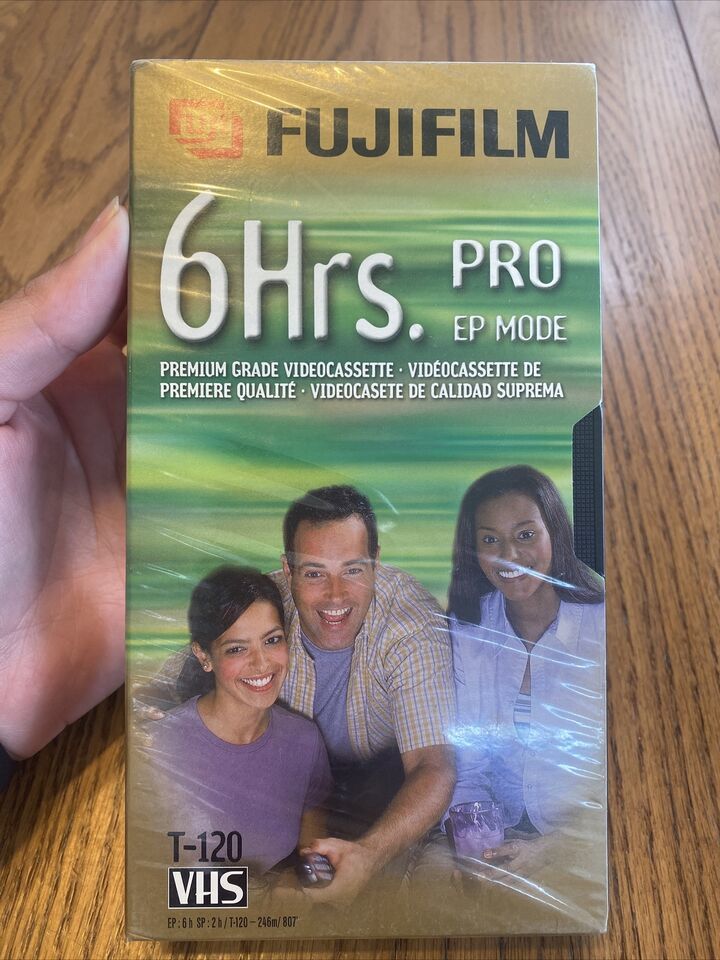 FUJIFILM
6Hrs. PRO
EP MODE
PREMIUM GRADE VIDEOCASSETTE · VIDÉOCASSETTE DE
PREMIERE QUALITÉ · VIDEOCASETE DE CALIDAD SUPREMA
T-120
VHS
EP : 6 h SP : 2 h / T-120 – 246m/ 807'